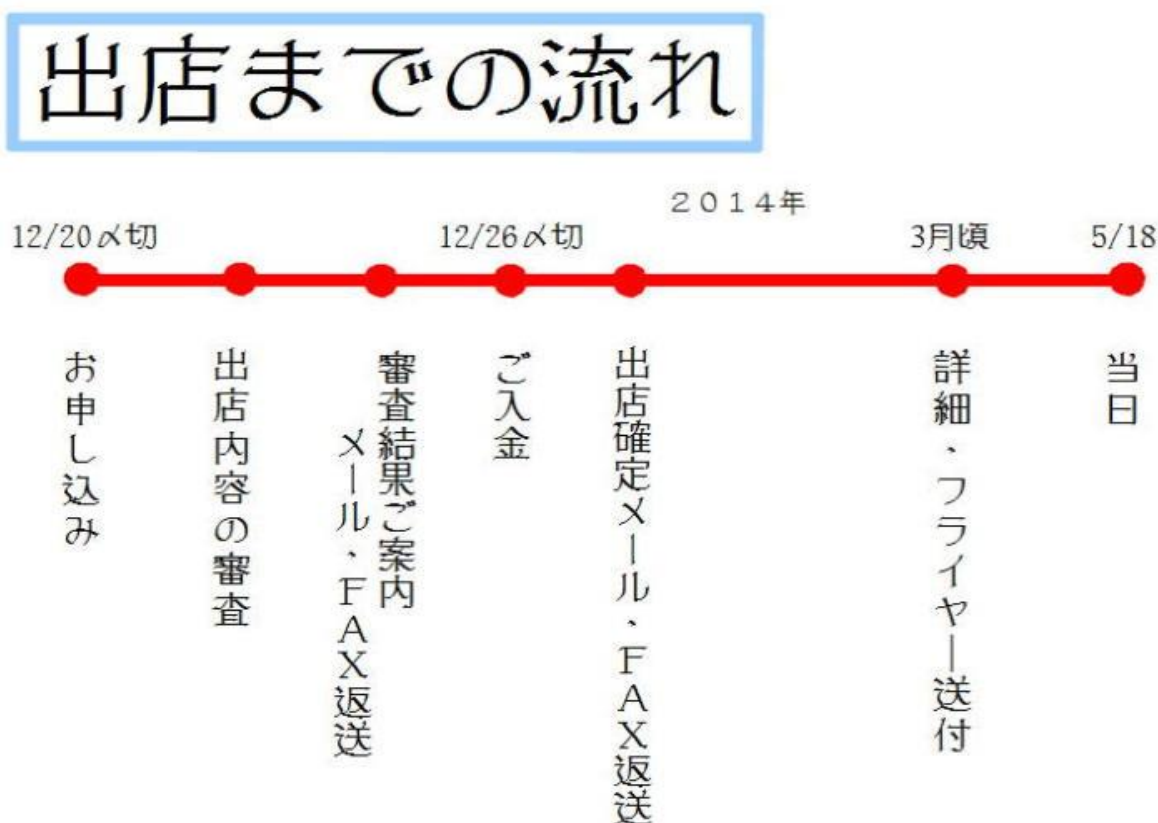 出店までの流れ
2014年
12/20〆切
12/26〆切
3月頃
5/18
お申し込み
出店内容の審査
審査結果ご案内
メール、FAX返送
ご入金
出店確定メール、FAX返送
詳細、フライヤー送付
当日